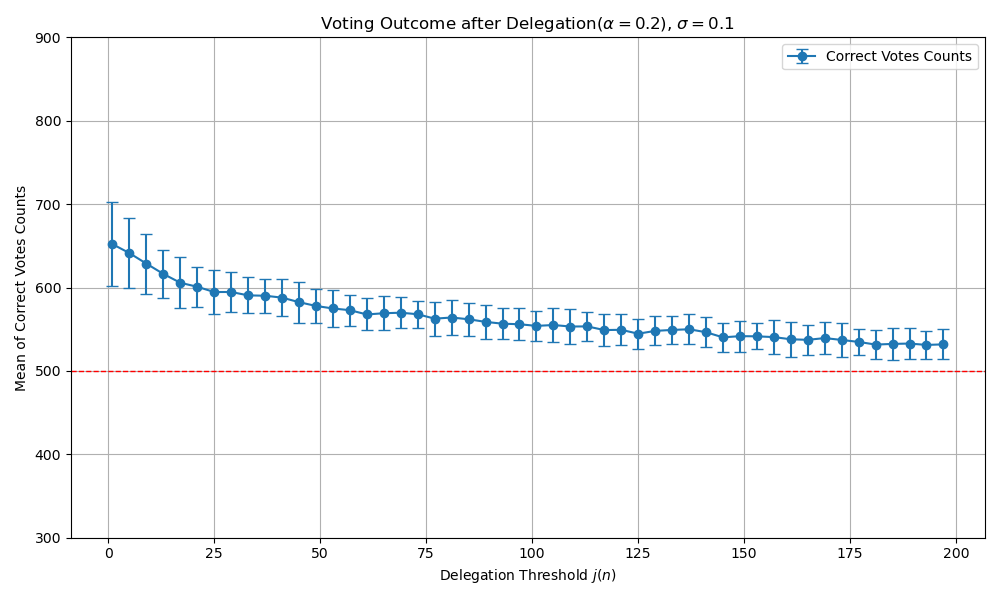 Voting Outcome after Delegation(α = 0.2), σ = 0.1
Correct Votes Counts
Mean of Correct Votes Counts
900
800
700
600
500
400
300
0 25 50 75 100 125 150 175 200
Delegation Threshold j(n)